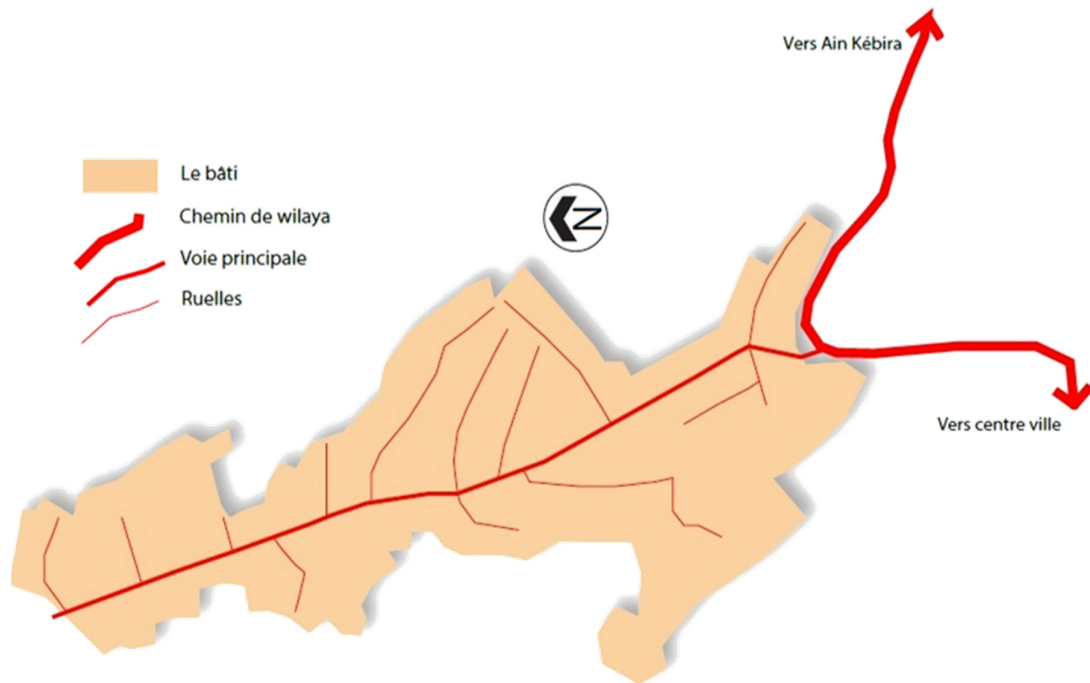 Vers Ain Kébira
Le bâti
Chemin de wilaya
Voie principale
Ruelles
N
Vers centre ville